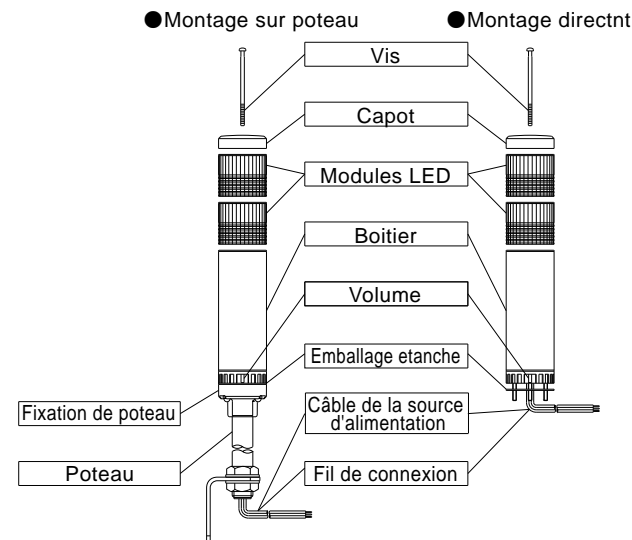 ●Montage sur poteau
●Montage directnt
Vis
Capot
Modules LED
Boitier
Volume
Emballage etanche
Fixation de poteau
Câble de la source
d'alimentation
Poteau
Fil de connexion